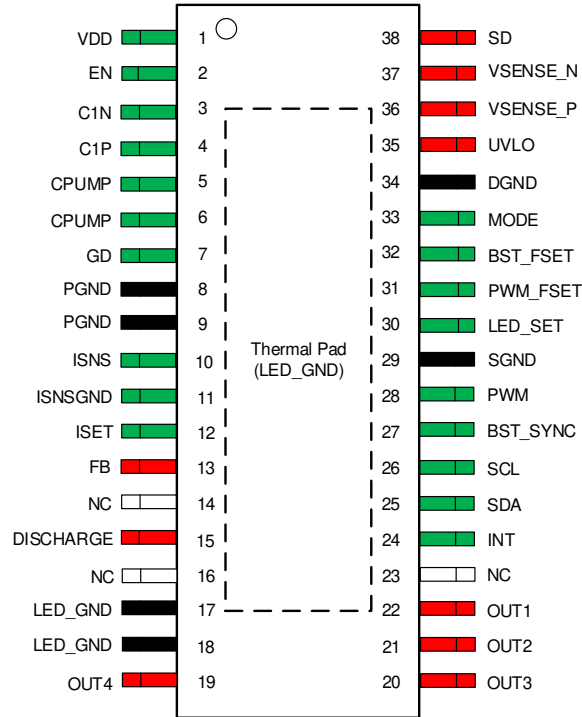 VDD 1 38 SD
EN 2 37 VSENSE_N
C1N 3 36 VSENSE_P
C1P 4 35 UVLO
CPUMP 5 34 DGND
CPUMP 6 33 MODE
GD 7 32 BST_FSET
PGND 8 31 PWM_FSET
PGND 9 30 LED_SET
Thermal Pad
(LED_GND)
ISNS 10 29 SGND
ISNSGND 11 28 PWM
ISET 12 27 BST_SYNC
FB 13 26 SCL
NC 14 25 SDA
DISCHARGE 15 24 INT
NC 16 23 NC
LED_GND 17 22 OUT1
LED_GND 18 21 OUT2
OUT4 19 20 OUT3